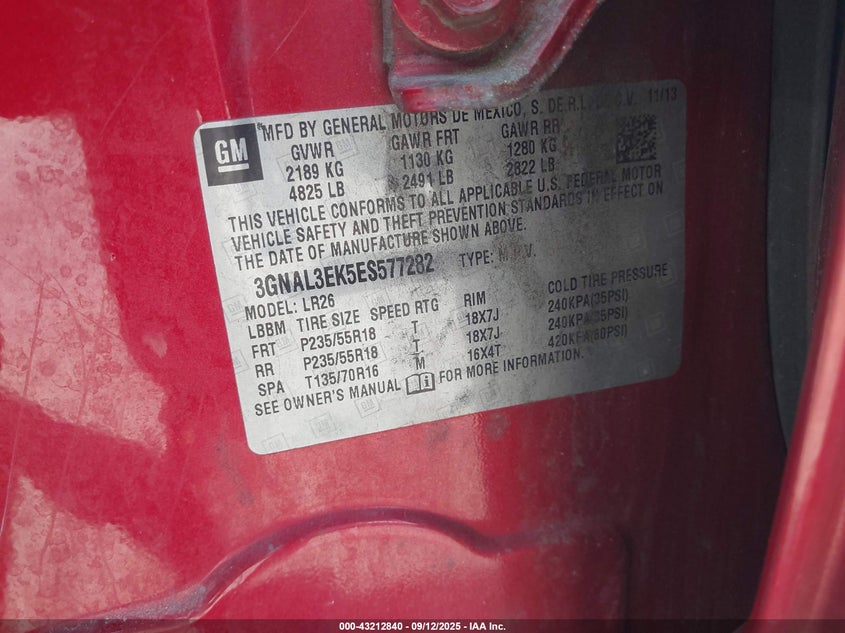 GM
MFD BY GENERAL MOTORS DE MEXICO, S. DE R.L. DE C.V. 11/13
GVWR GAWR FRT GAWR RR
2189 KG 1130 KG 1280 KG
4825 LB 2491 LB 2822 LB
THIS VEHICLE CONFORMS TO ALL APPLICABLE U.S. FEDERAL MOTOR
VEHICLE SAFETY AND THEFT PREVENTION STANDARDS IN EFFECT ON
THE DATE OF MANUFACTURE SHOWN ABOVE.
3GNAL3EK5ES577282 TYPE: M.P.V.
MODEL: LR26
LBBM TIRE SIZE SPEED RTG RIM COLD TIRE PRESSURE
FRT P235/55R18 T 18X7J 240KPA(35PSI)
RR P235/55R18 T 18X7J 240KPA(35PSI)
SPA T135/70R16 M 16X4T 420KPA(60PSI)
SEE OWNER'S MANUAL FOR MORE INFORMATION.
000-43212840 - 09/12/2025 - IAA Inc.